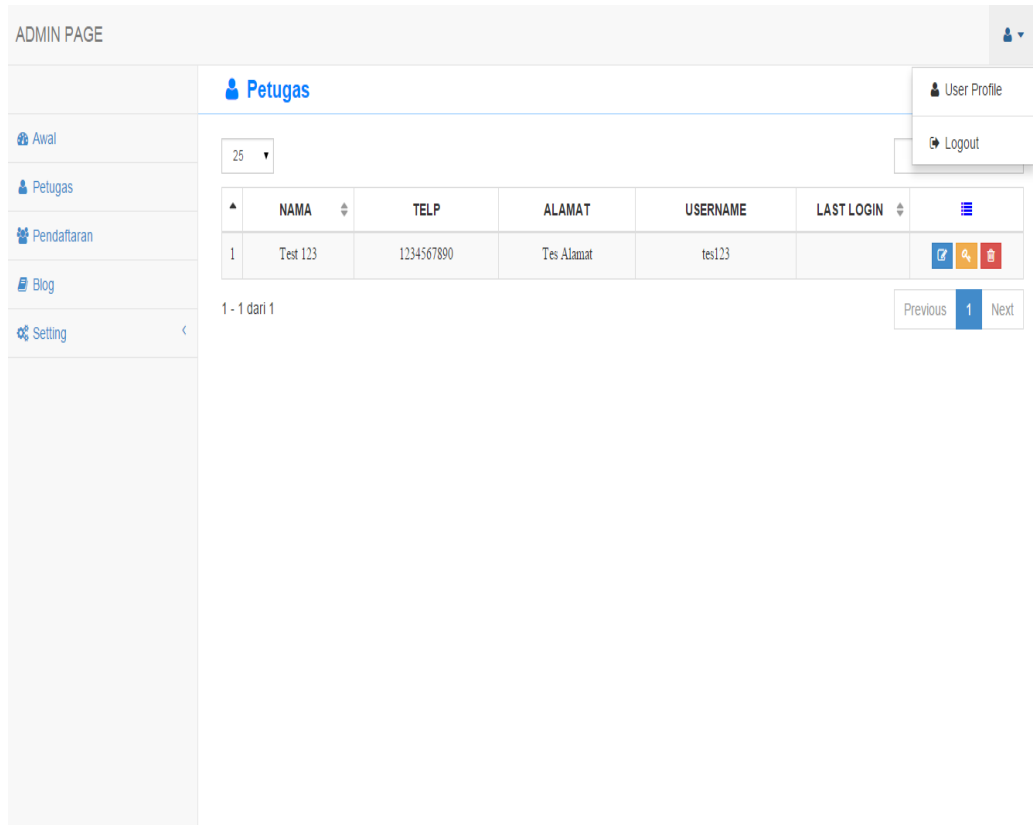 ADMIN PAGE
Petugas
User Profile
Logout
Awal
Petugas
Pendaftaran
Blog
Setting
25
NAMA TELP ALAMAT USERNAME LAST LOGIN
1 Test 123 1234567890 Tes Alamat tes123
1 - 1 dari 1
Previous 1 Next